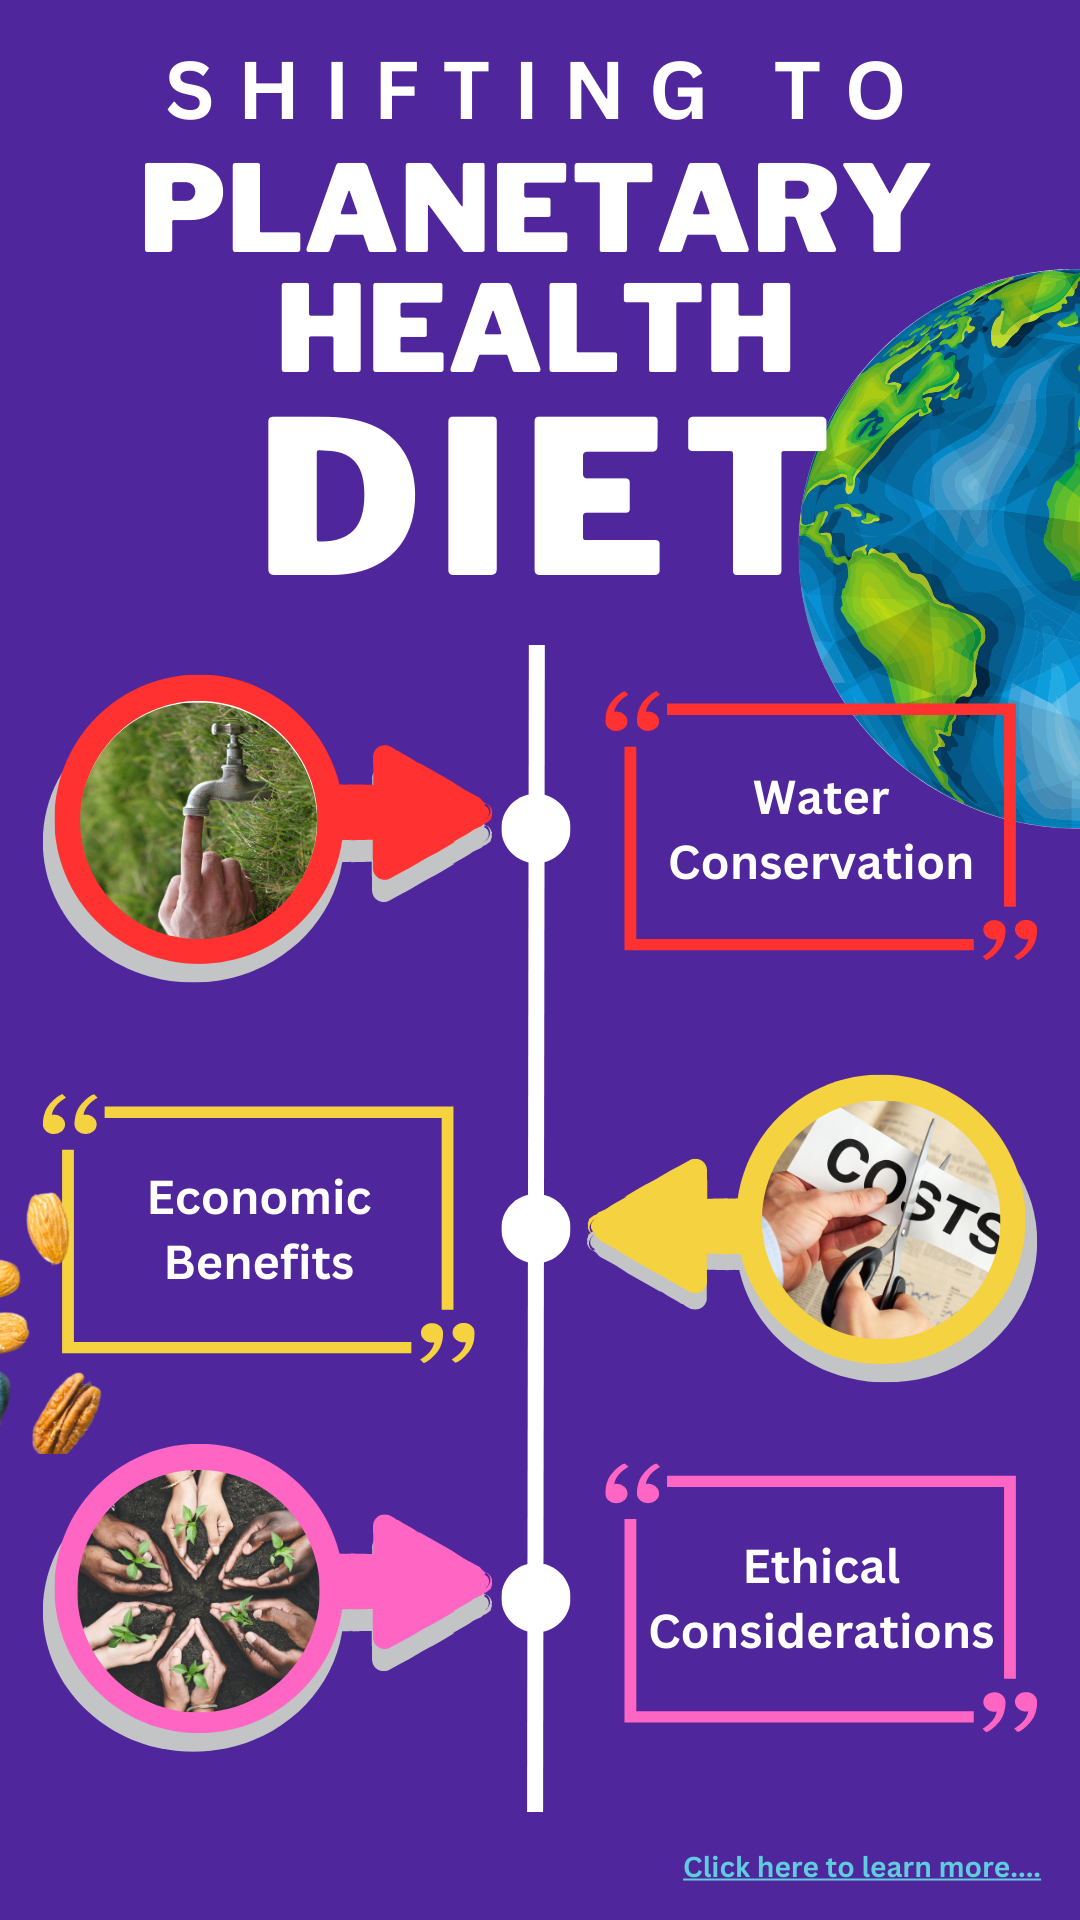 SHIFTING TO
PLANETARY
HEALTH
DIET
Water
Conservation
Economic
Benefits
COSTS
Ethical
Considerations
Click here to learn more....